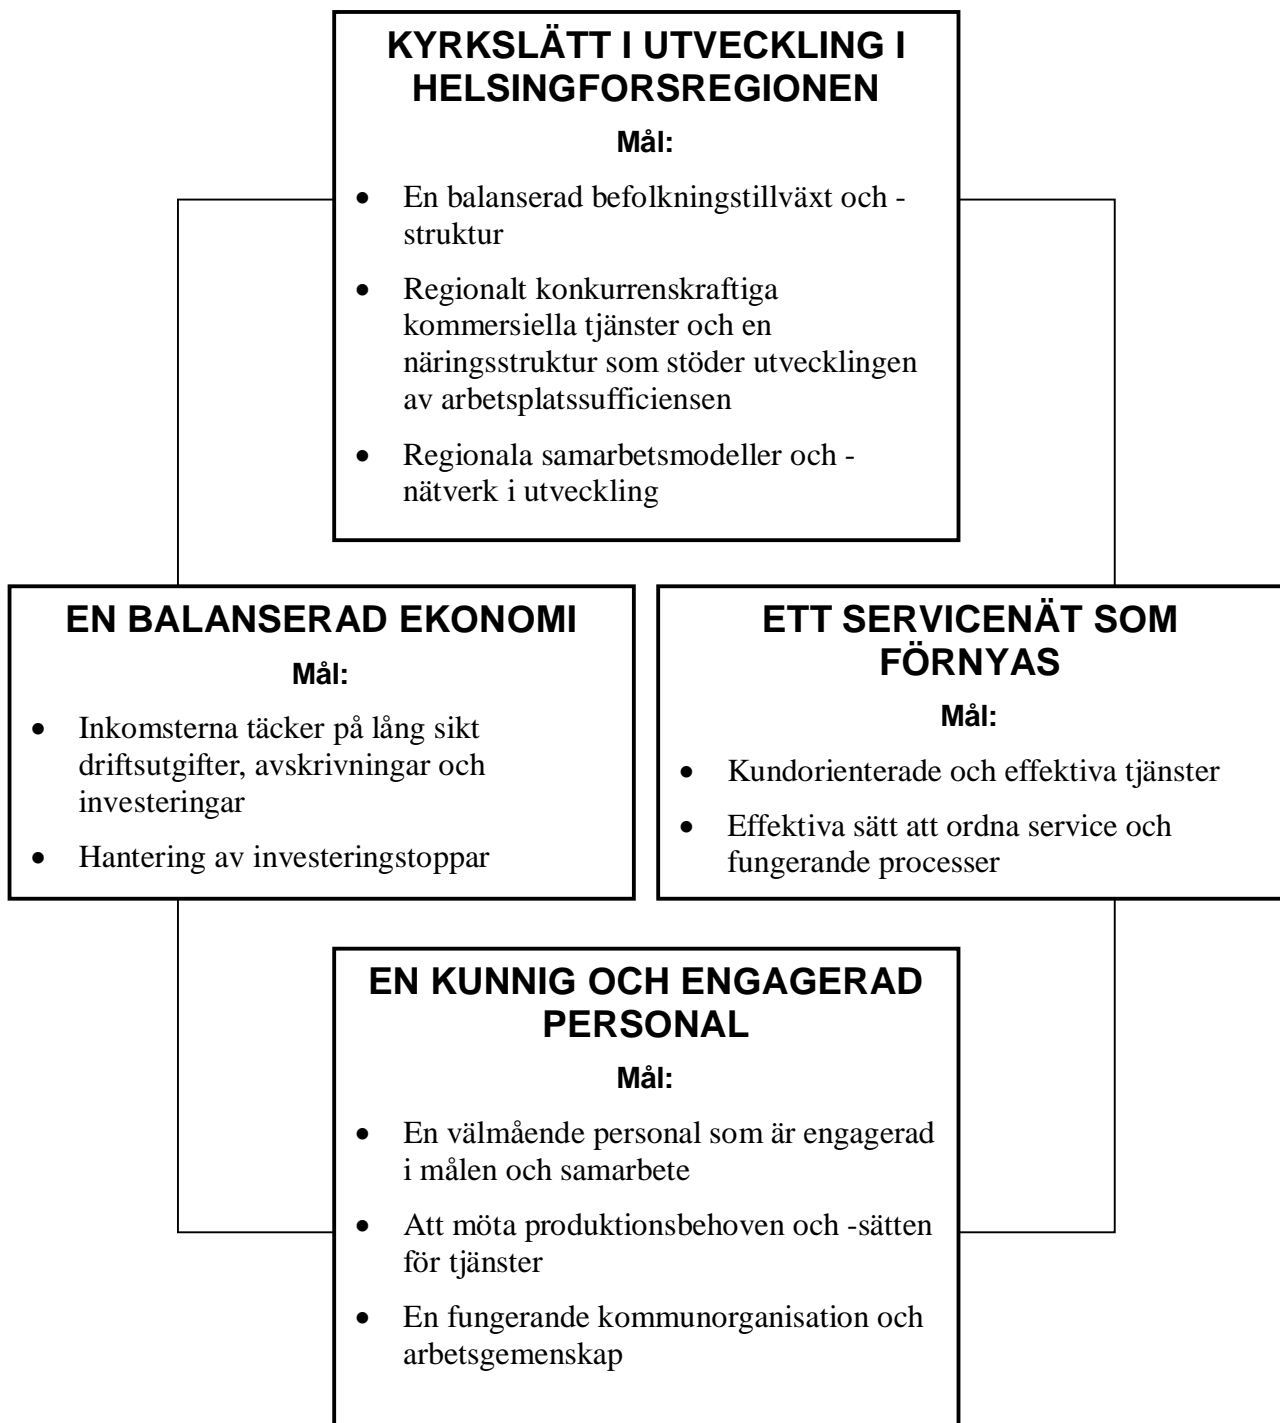 KYRKSLÄTT I UTVECKLING I
HELSINGFORSREGIONEN
Mål:
• En balanserad befolkningstillväxt och -
struktur
• Regionalt konkurrenskraftiga
kommersiella tjänster och en
näringsstruktur som stöder utvecklingen
av arbetsplatssufficiensen
• Regionala samarbetsmodeller och -
nätverk i utveckling
EN BALANSERAD EKONOMI
Mål:
• Inkomsterna täcker på lång sikt
driftsutgifter, avskrivningar och
investeringar
• Hantering av investeringstoppar
ETT SERVICENÄT SOM
FÖRNYAS
Mål:
• Kundorienterade och effektiva tjänster
• Effektiva sätt att ordna service och
fungerande processer
EN KUNNIG OCH ENGAGERAD
PERSONAL
Mål:
• En välmående personal som är engagerad
i målen och samarbete
• Att möta produktionsbehoven och -sätten
för tjänster
• En fungerande kommunorganisation och
arbetsgemenskap